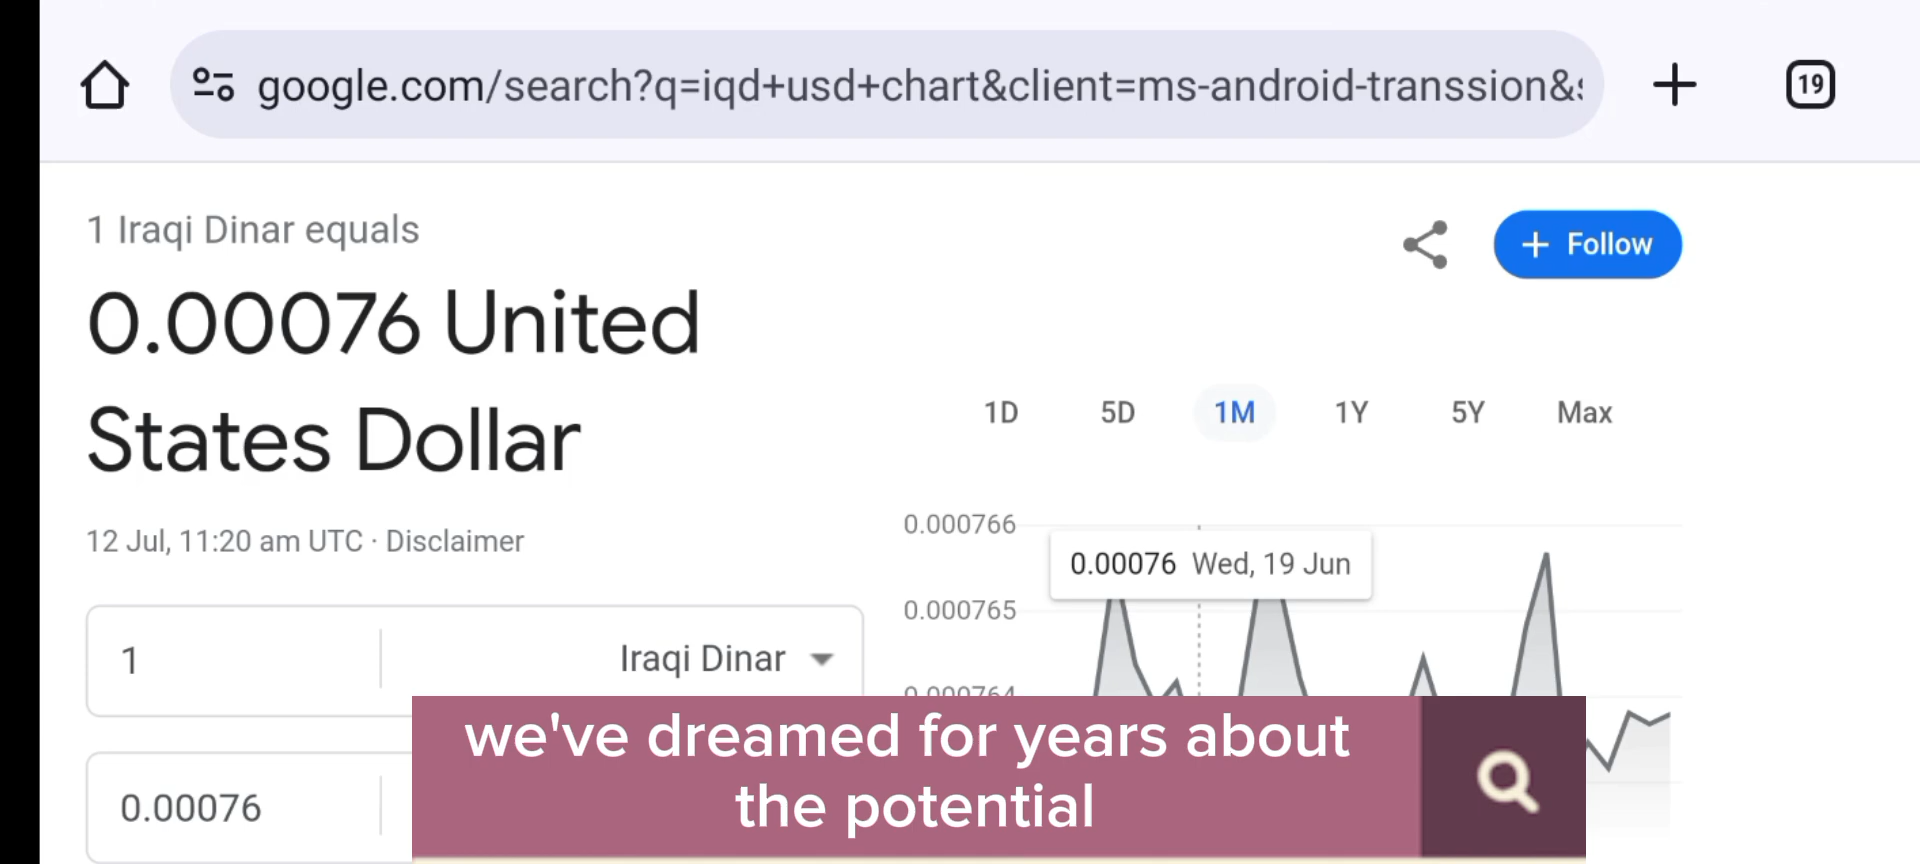 google.com/search?q=iqd+usd+chart&client=ms-android-transsion&
19
1 Iraqi Dinar equals
0.00076 United
States Dollar
12 Jul, 11:20 am UTC · Disclaimer
+ Follow
1D 5D 1M 1Y 5Y Max
0.000766
0.00076 Wed, 19 Jun
0.000765
0.000764
1 Iraqi Dinar
0.00076
we've dreamed for years about
the potential